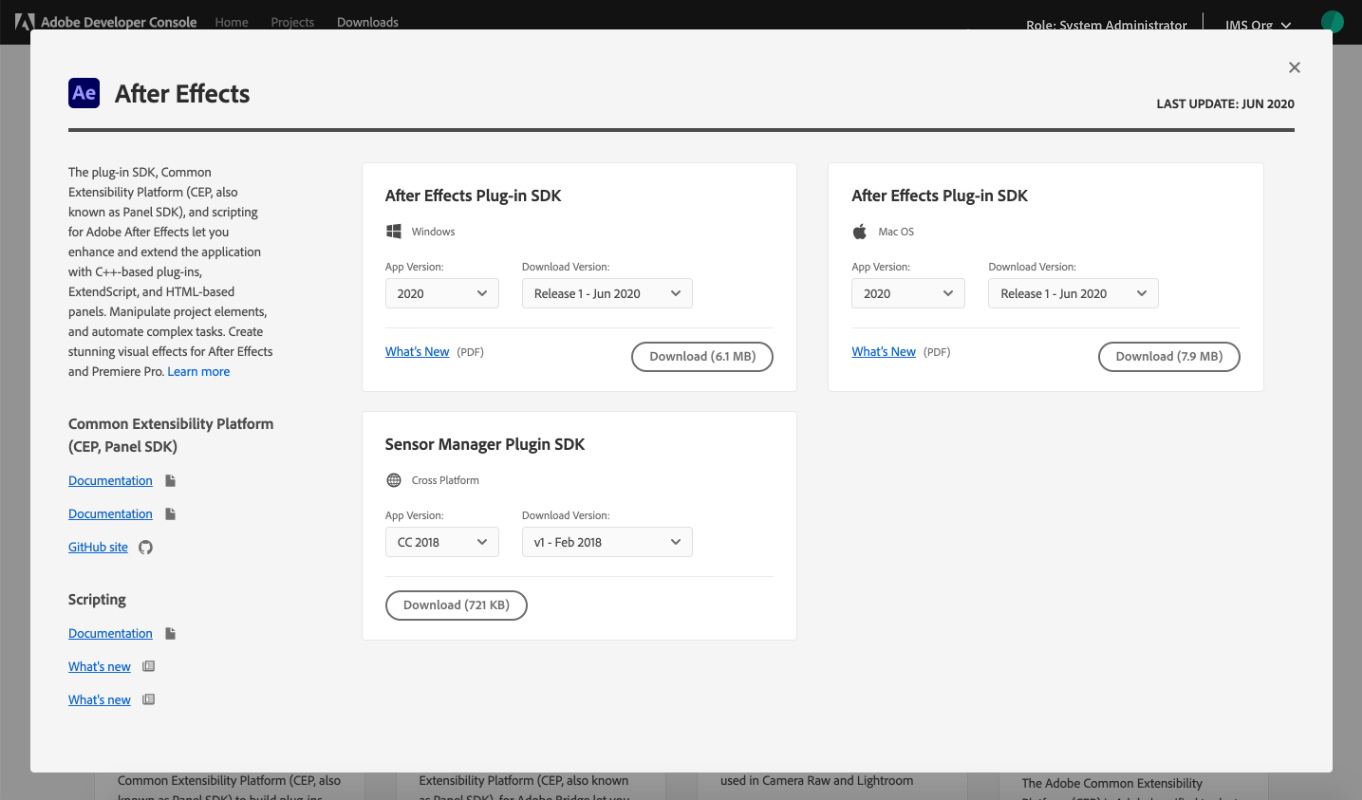 Adobe Developer Console Home Projects Downloads
Role: System Administrator IMS Org
Ae After Effects
LAST UPDATE: JUN 2020
The plug-in SDK, Common
Extensibility Platform (CEP, also
known as Panel SDK), and scripting
for Adobe After Effects let you
enhance and extend the application
with C++-based plug-ins,
ExtendScript, and HTML-based
panels. Manipulate project elements,
and automate complex tasks. Create
stunning visual effects for After Effects
and Premiere Pro. Learn more
Common Extensibility Platform
(CEP, Panel SDK)
Documentation
Documentation
GitHub site
Scripting
Documentation
What's new
What's new
After Effects Plug-in SDK
Windows
App Version: Download Version:
2020 Release 1 - Jun 2020
What's New (PDF) Download (6.1 MB)
After Effects Plug-in SDK
Mac OS
App Version: Download Version:
2020 Release 1 - Jun 2020
What's New (PDF) Download (7.9 MB)
Sensor Manager Plugin SDK
Cross Platform
App Version: Download Version:
CC 2018 v1 - Feb 2018
Download (721 KB)
Common Extensibility Platform (CEP, also
known as Panel SDK) to build plug-ins
Extensibility Platform (CEP, also known
as Panel SDK), for Adobe Bridge let you
used in Camera Raw and Lightroom
The Adobe Common Extensibility